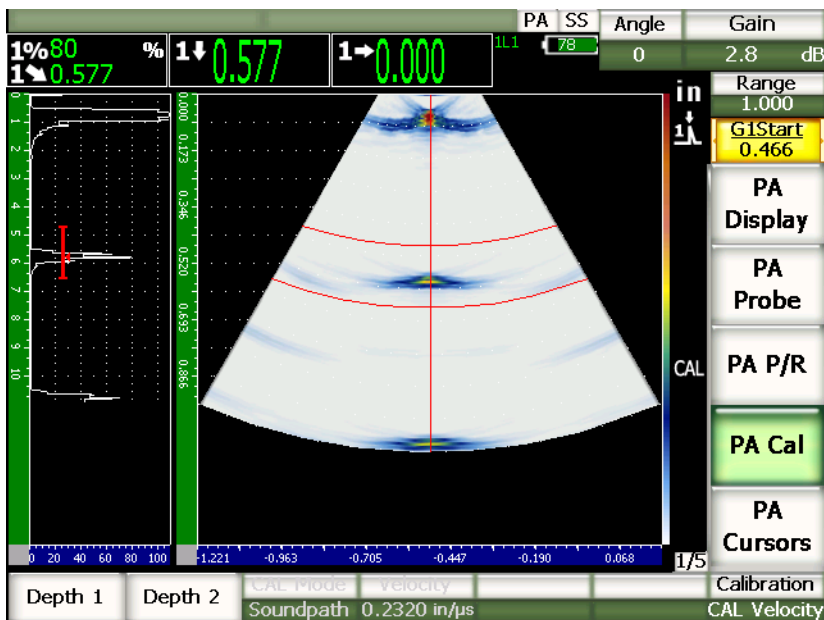 PA SS
Angle
0
Gain
2.8 dB
1% 80 %
1 0.577
1 0.577
1 0.000
1L1
78
Range
1.000
in
1
G1Start
0.466
PA
Display
PA
Probe
PA P/R
PA Cal
PA
Cursors
0
1
2
3
4
5
6
7
8
9
10
0.000
0.173
0.346
0.520
0.693
0.866
CAL
0 20 40 60 80 100
-1.221 -0.963 -0.705 -0.447 -0.190 0.068
1/5
Depth 1
Depth 2
CAL Mode
Soundpath
Velocity
0.2320 in/µs
Calibration
CAL Velocity